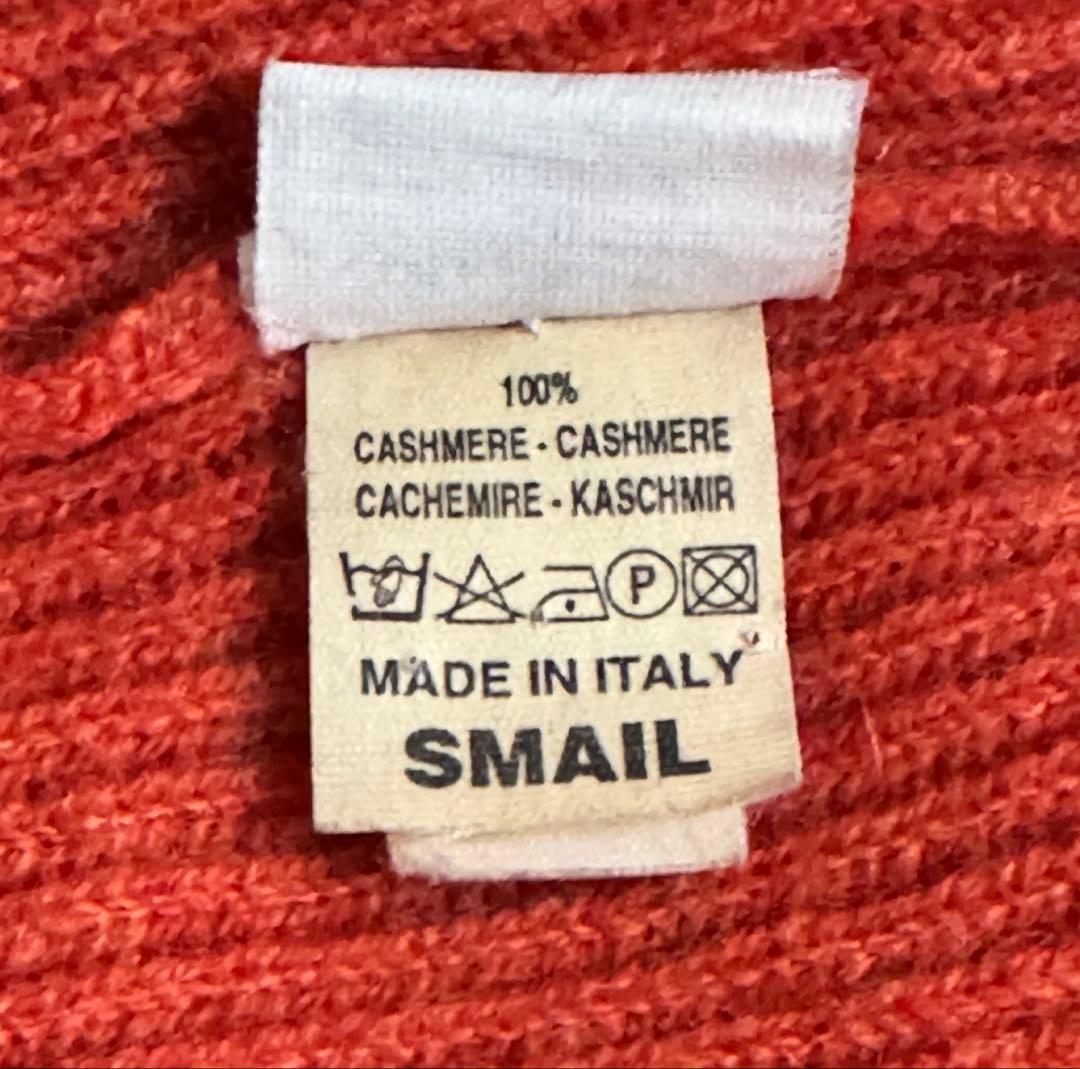 100%
CASHMERE - CASHMERE
CACHEMIRE - KASCHMIR
P
MADE IN ITALY
SMAIL